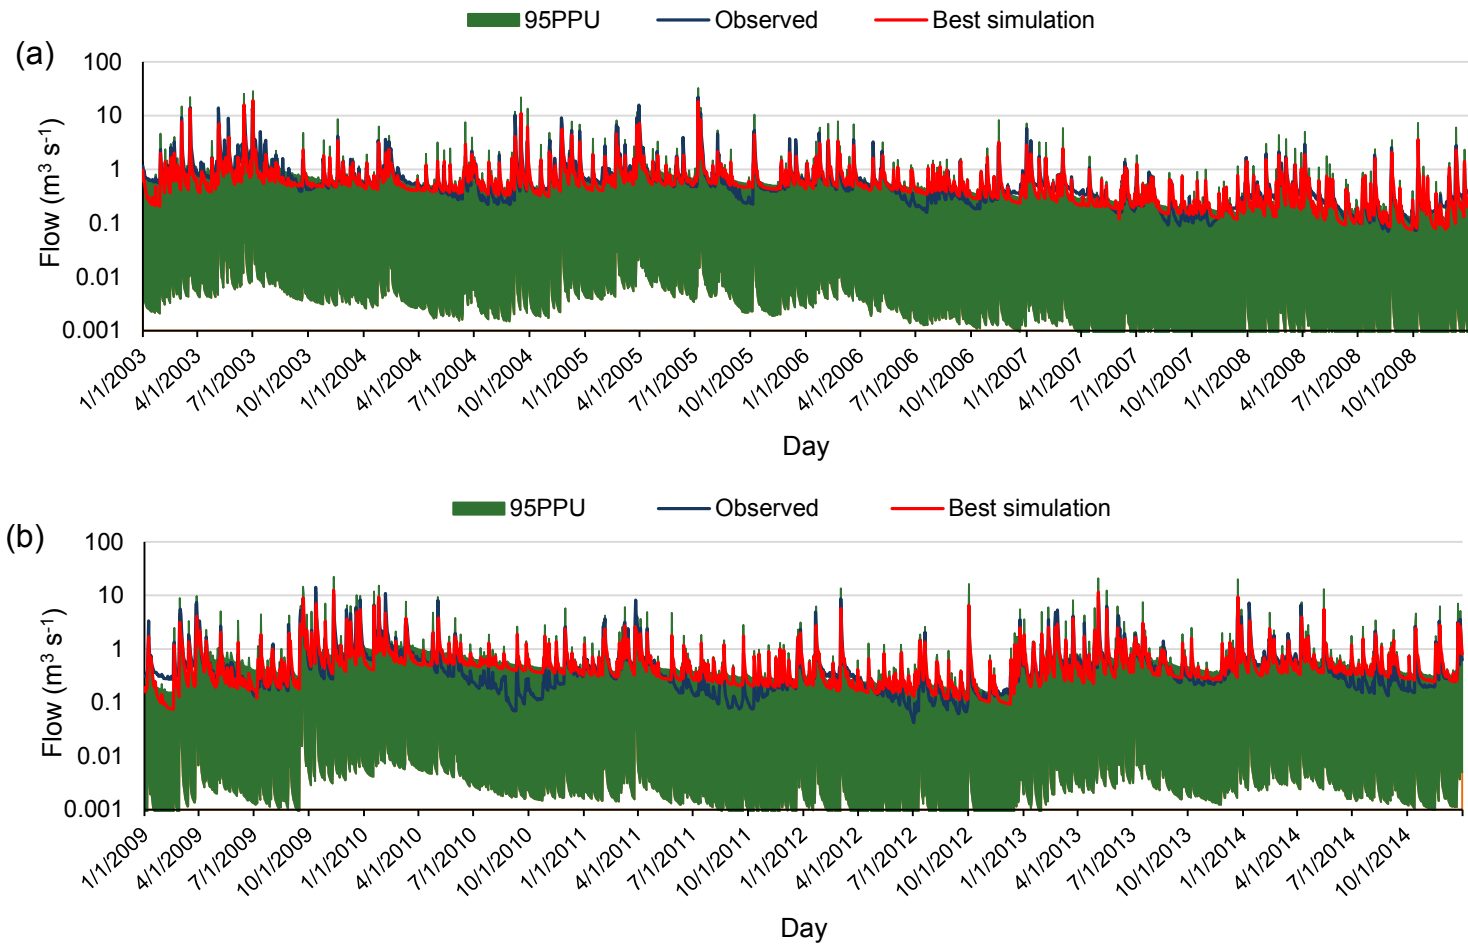 95PPU Observed Best simulation
(a)
Flow (m³ s⁻¹)
100
10
1
0.1
0.01
0.001
1/1/2003 4/1/2003 7/1/2003 10/1/2003 1/1/2004 4/1/2004 7/1/2004 10/1/2004 1/1/2005 4/1/2005 7/1/2005 10/1/2005 1/1/2006 4/1/2006 7/1/2006 10/1/2006 1/1/2007 4/1/2007 7/1/2007 10/1/2007 1/1/2008 4/1/2008 7/1/2008 10/1/2008
Day
95PPU Observed Best simulation
(b)
Flow (m³ s⁻¹)
100
10
1
0.1
0.01
0.001
1/1/2009 4/1/2009 7/1/2009 10/1/2009 1/1/2010 4/1/2010 7/1/2010 10/1/2010 1/1/2011 4/1/2011 7/1/2011 10/1/2011 1/1/2012 4/1/2012 7/1/2012 10/1/2012 1/1/2013 4/1/2013 7/1/2013 10/1/2013 1/1/2014 4/1/2014 7/1/2014 10/1/2014
Day